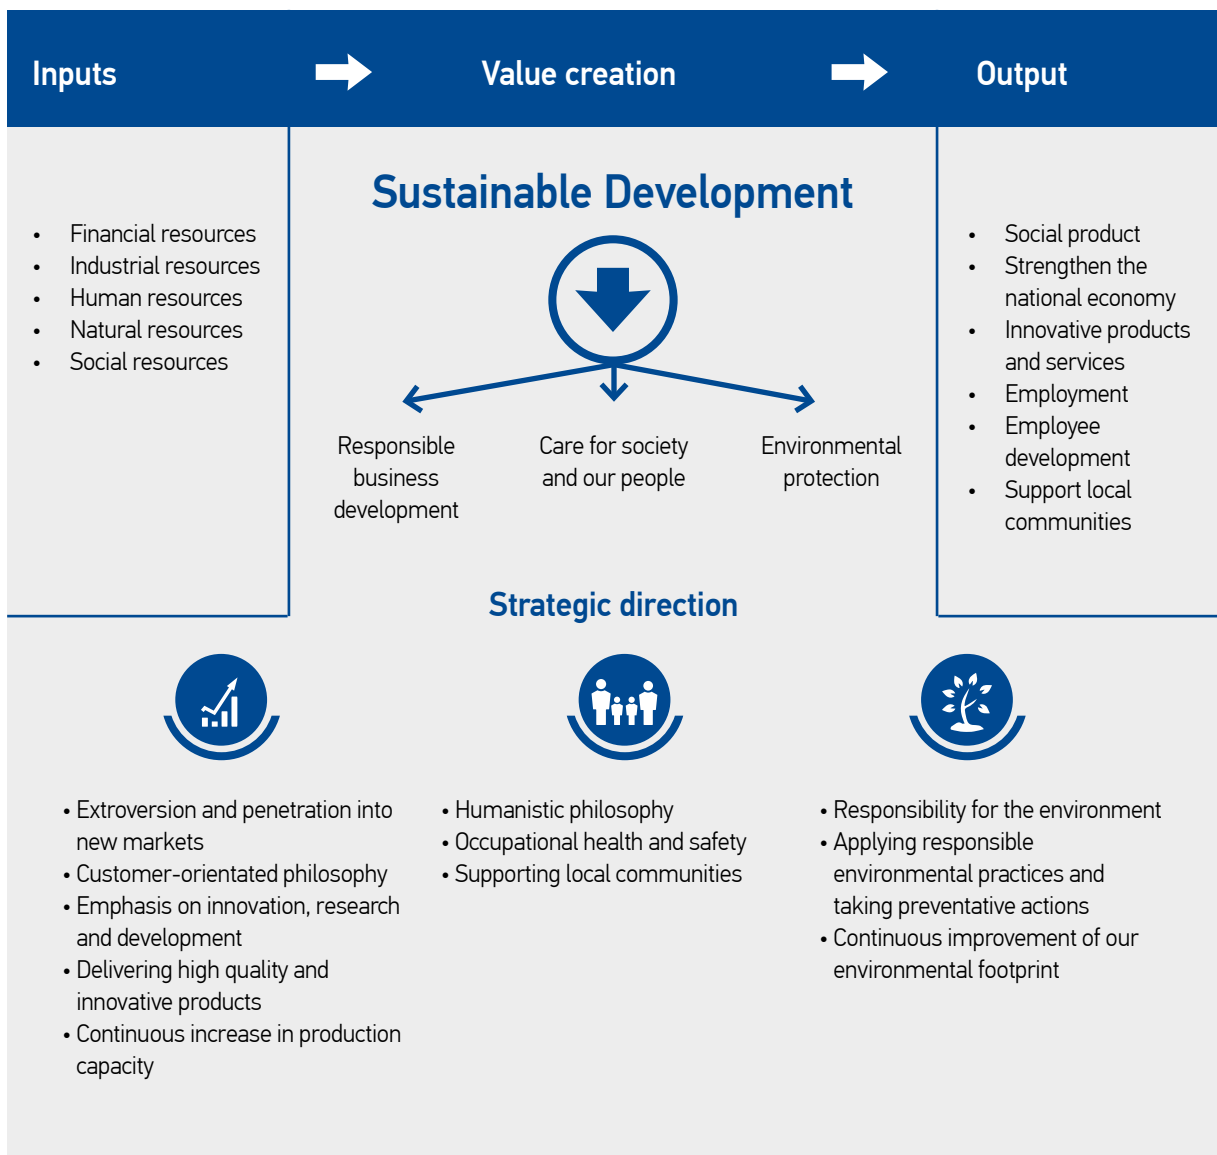 Inputs
Value creation
Output
• Financial resources
• Industrial resources
• Human resources
• Natural resources
• Social resources
Sustainable Development
Responsible
business
development
Care for society
and our people
Environmental
protection
• Social product
• Strengthen the
national economy
• Innovative products
and services
• Employment
• Employee
development
• Support local
communities
Strategic direction
• Extroversion and penetration into
new markets
• Customer-orientated philosophy
• Emphasis on innovation, research
and development
• Delivering high quality and
innovative products
• Continuous increase in production
capacity
• Humanistic philosophy
• Occupational health and safety
• Supporting local communities
• Responsibility for the environment
• Applying responsible
environmental practices and
taking preventative actions
• Continuous improvement of our
environmental footprint